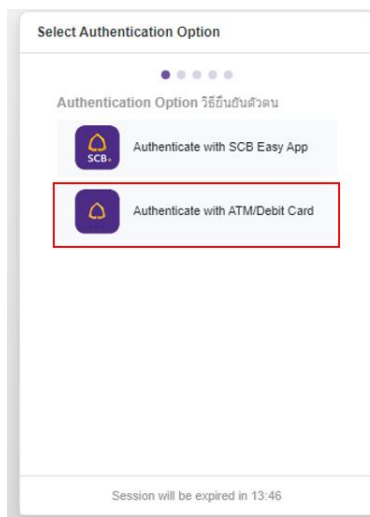 Select Authentication Option
Authentication Option วิธียืนยันตัวตน
SCB
Authenticate with SCB Easy App
Authenticate with ATM/Debit Card
Session will be expired in 13:46